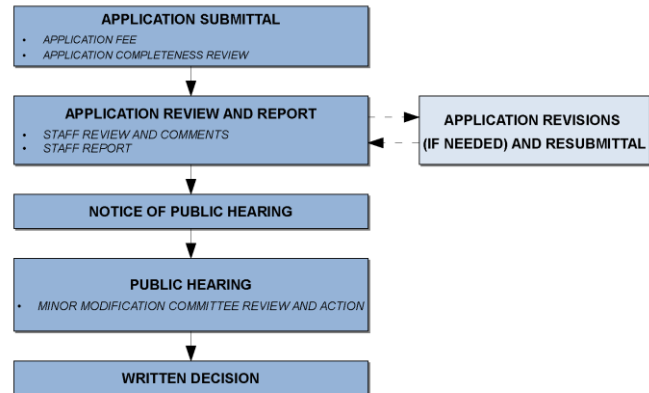 APPLICATION SUBMITTAL
• APPLICATION FEE
• APPLICATION COMPLETENESS REVIEW
APPLICATION REVIEW AND REPORT
• STAFF REVIEW AND COMMENTS
• STAFF REPORT
APPLICATION REVISIONS
(IF NEEDED) AND RESUBMITTAL
NOTICE OF PUBLIC HEARING
PUBLIC HEARING
• MINOR MODIFICATION COMMITTEE REVIEW AND ACTION
WRITTEN DECISION